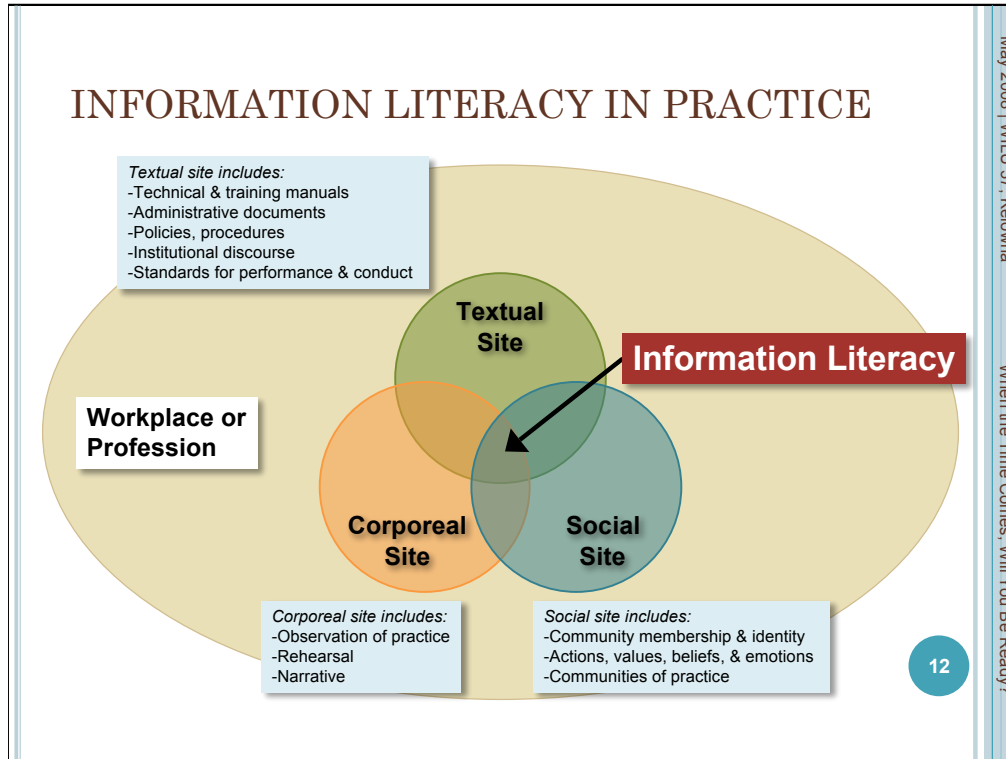 INFORMATION LITERACY IN PRACTICE
Textual site includes:
-Technical & training manuals
-Administrative documents
-Policies, procedures
-Institutional discourse
-Standards for performance & conduct
Textual
Site
Information Literacy
Workplace or
Profession
Corporeal
Site
Social
Site
Corporeal site includes:
-Observation of practice
-Rehearsal
-Narrative
Social site includes:
-Community membership & identity
-Actions, values, beliefs, & emotions
-Communities of practice
12
When the Time Comes, Will You Be Ready?